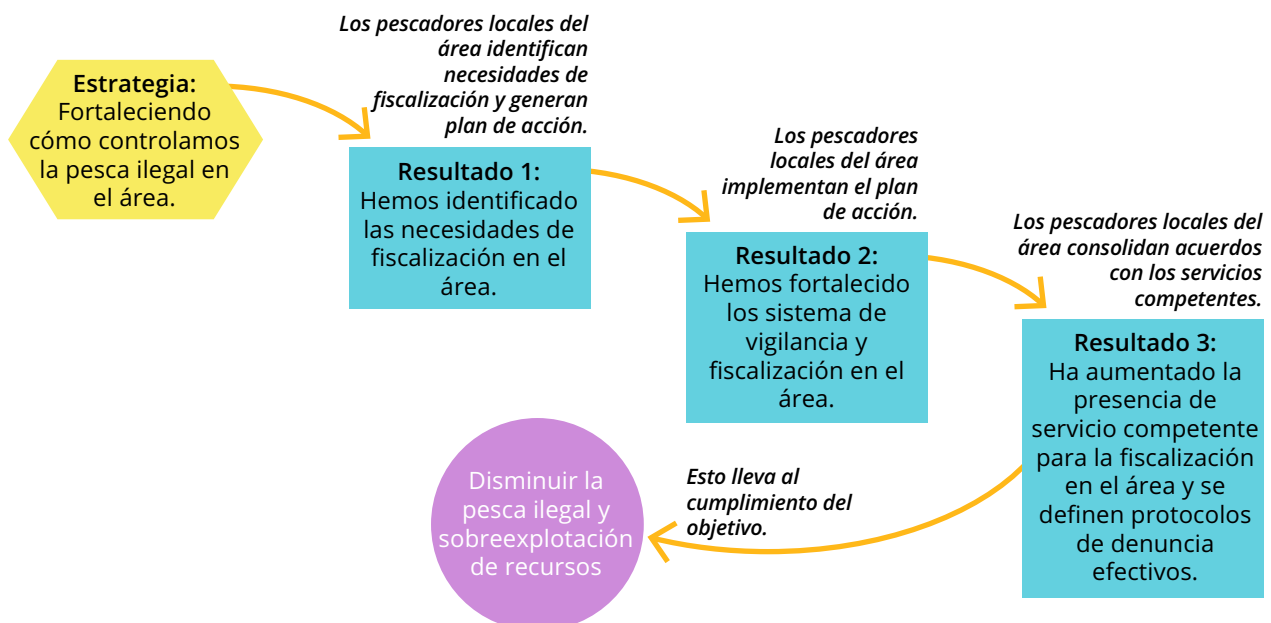 Estrategia:
Fortaleciendo
cómo controlamos
la pesca ilegal en
el área.
Los pescadores locales del
área identifican
necesidades de
fiscalización y generan
plan de acción.
Resultado 1:
Hemos identificado
las necesidades de
fiscalización en el
área.
Los pescadores
locales del área
implementan el plan
de acción.
Resultado 2:
Hemos fortalecido
los sistema de
vigilancia y
fiscalización en el
área.
Los pescadores locales del
área consolidan acuerdos
con los servicios
competentes.
Resultado 3:
Ha aumentado la
presencia de
servicio competente
para la fiscalización
en el área y se
definen protocolos
de denuncia
efectivos.
Esto lleva al
cumplimiento del
objetivo.
Disminuir la
pesca ilegal y
sobreexplotación
de recursos